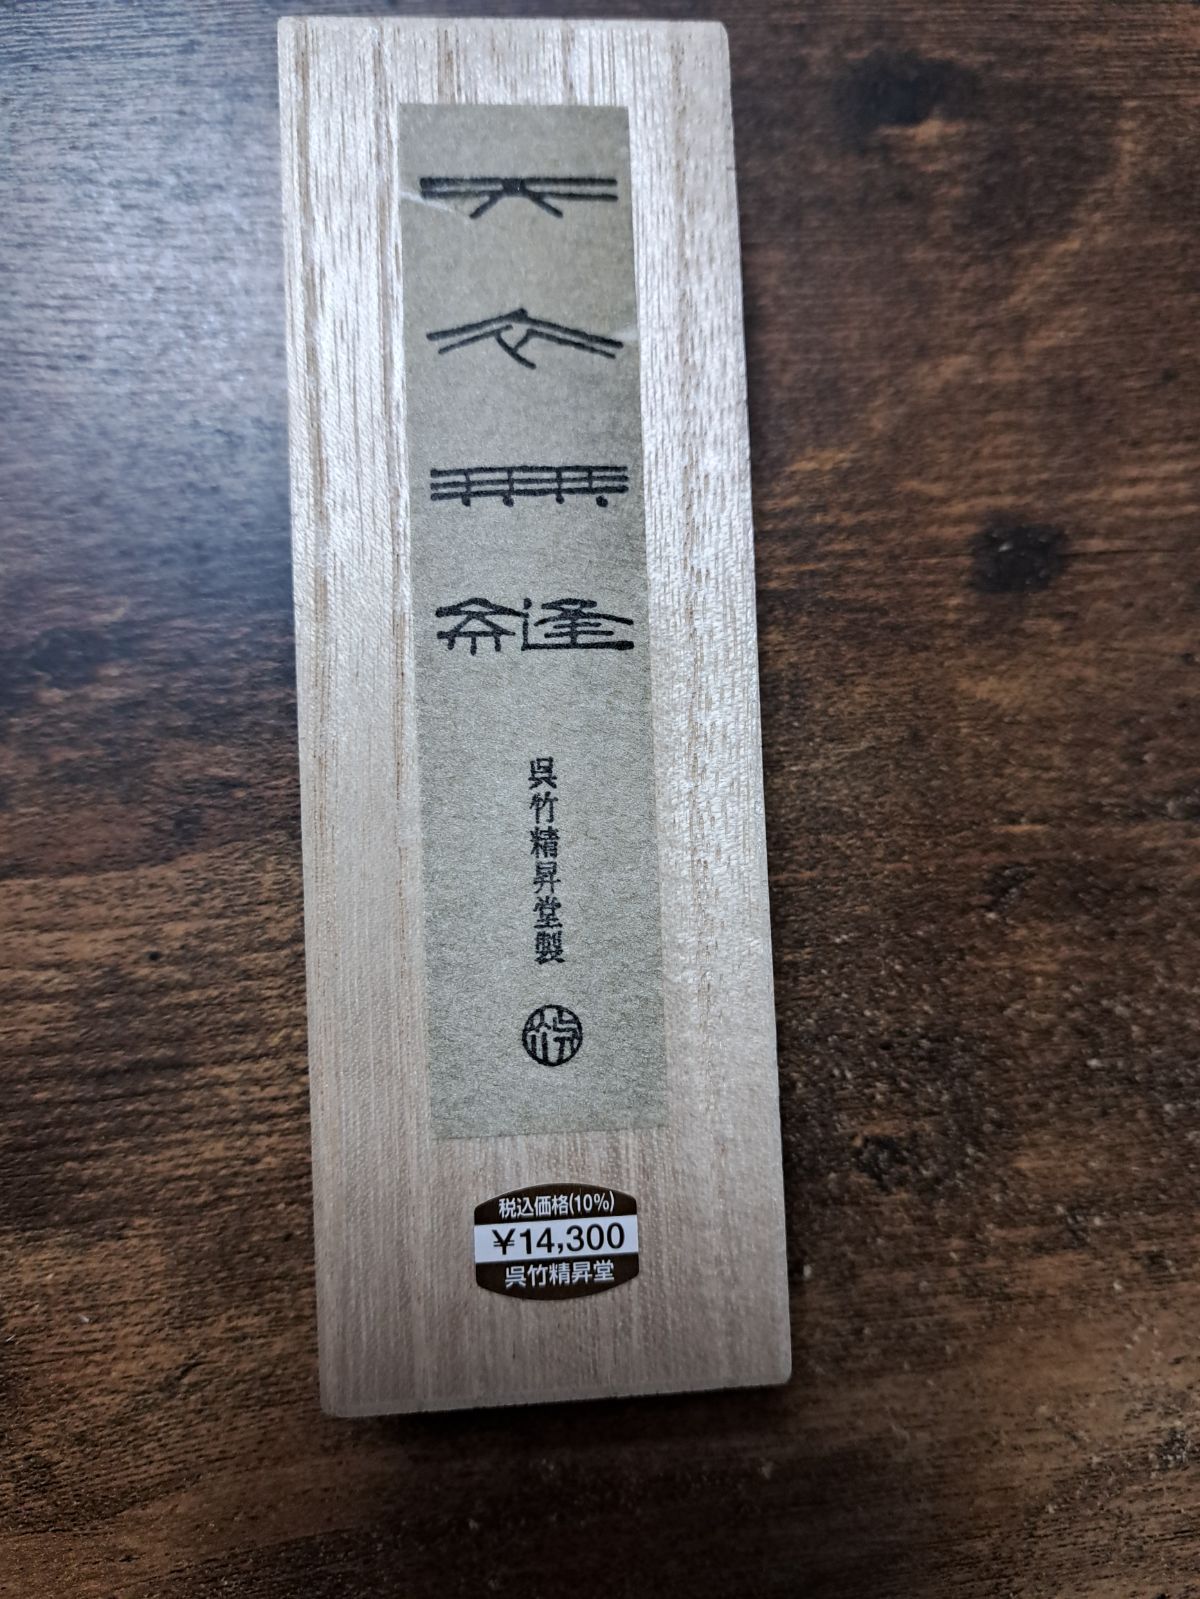 天衣無縫
呉竹精昇堂製
税込価格(10%)
¥14,300
呉竹精昇堂